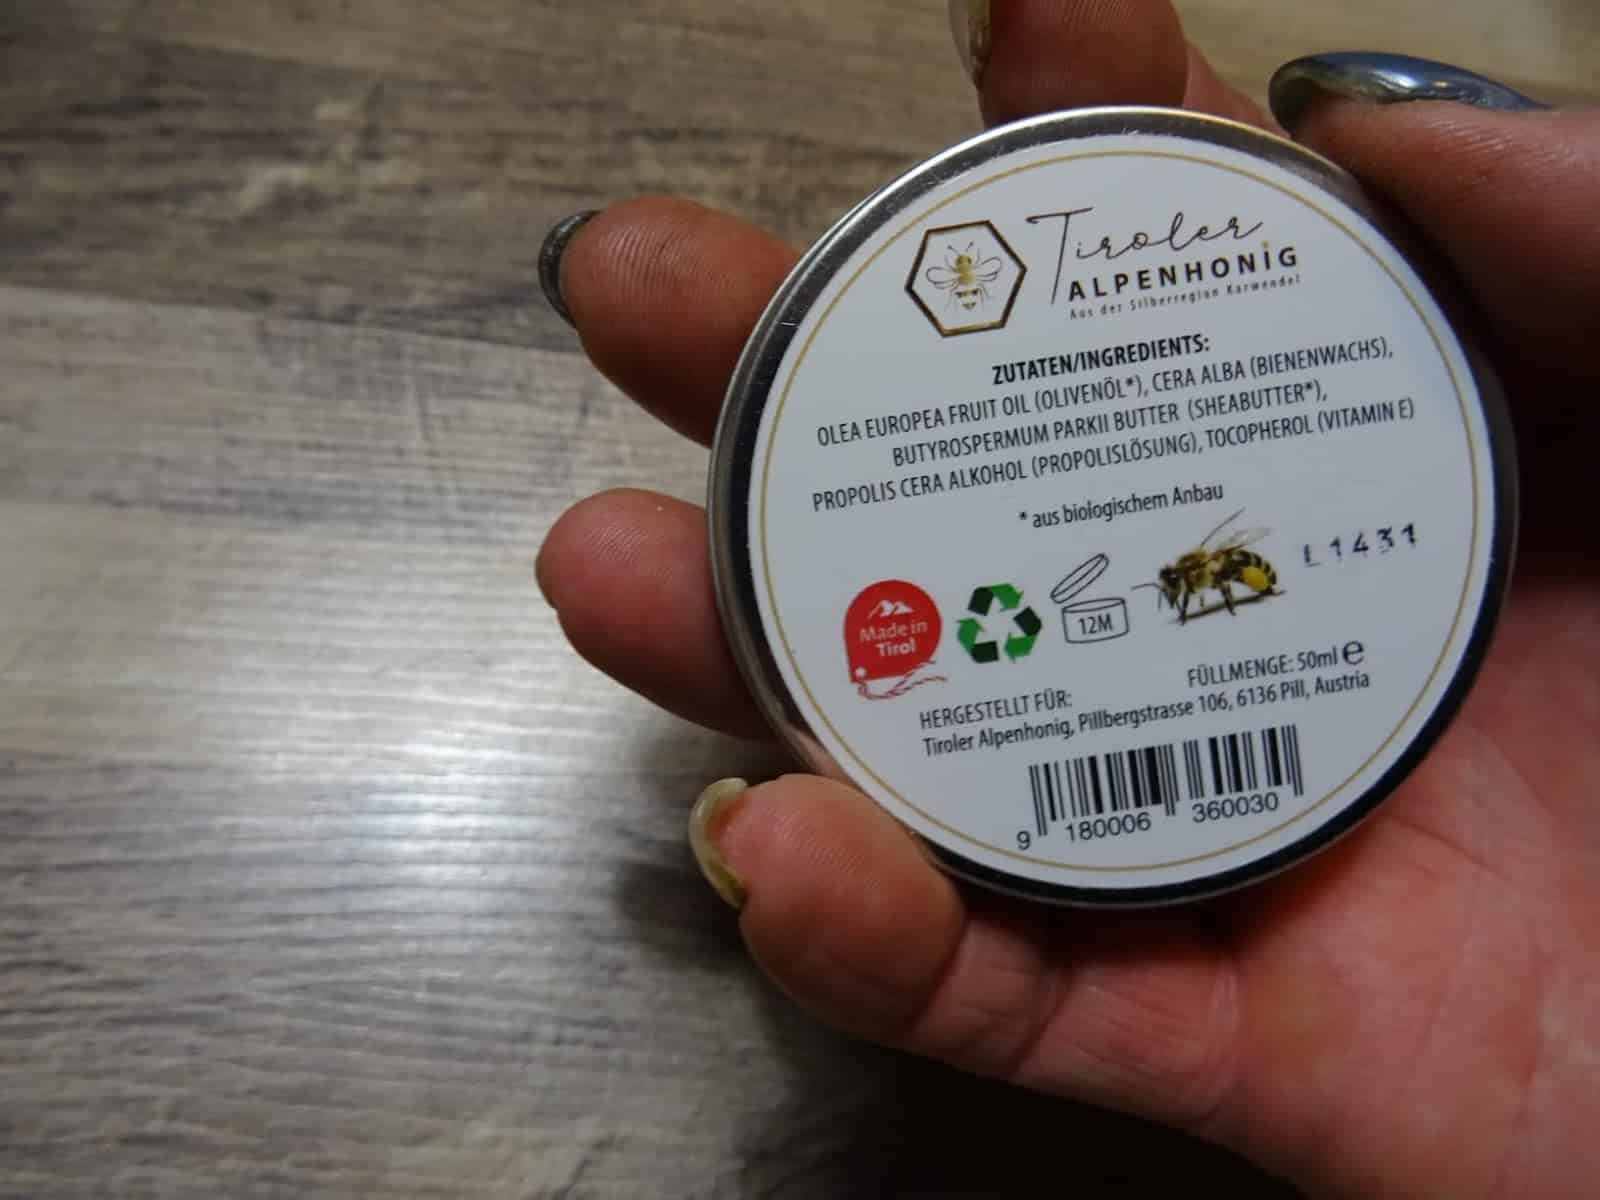 Tiroler
ALPENHONIG
Aus der Silberregion Karwendel
ZUTATEN/INGREDIENTS:
OLEA EUROPEA FRUIT OIL (OLIVENÖL*), CERA ALBA (BIENENWACHS),
BUTYROSPERMUM PARKII BUTTER (SHEABUTTER*),
PROPOLIS CERA ALKOHOL (PROPOLISLÖSUNG), TOCOPHEROL (VITAMIN E)
* aus biologischem Anbau
L1431
Made in
Tirol
12M
FÜLLMENGE: 50ml e
HERGESTELLT FÜR:
Tiroler Alpenhonig, Pillbergstrasse 106, 6136 Pill, Austria
9 180006 360030